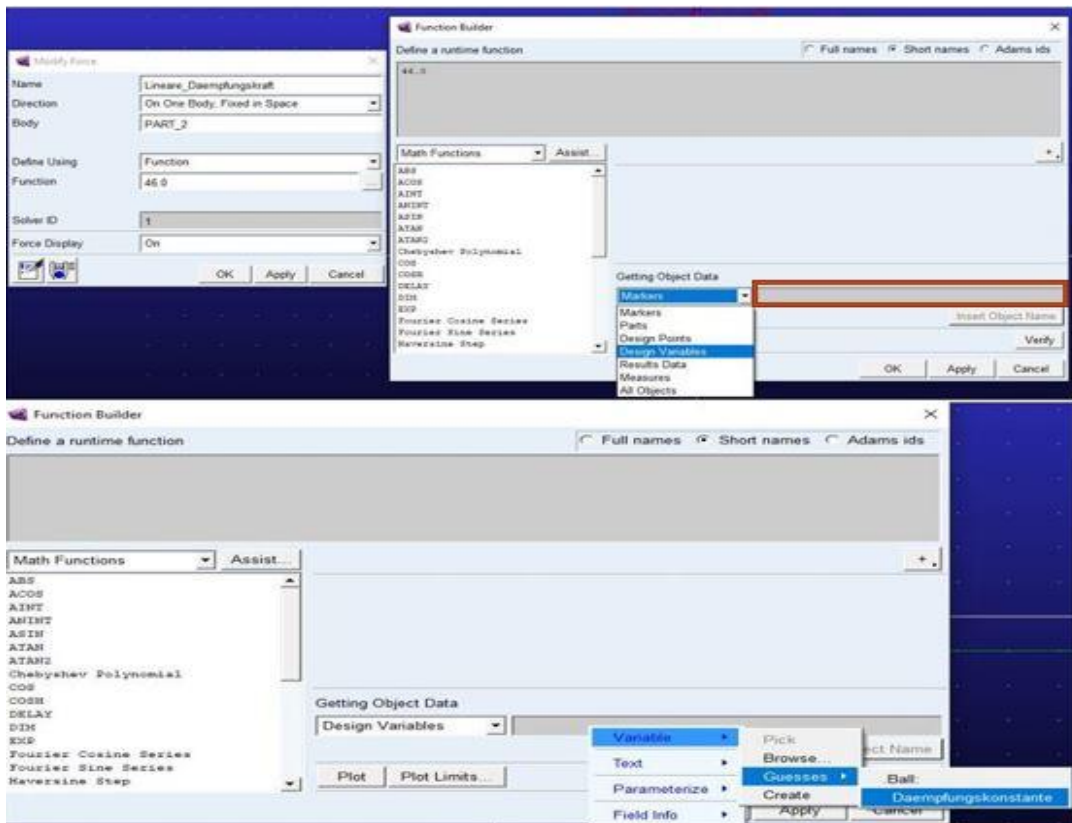 Function Builder
Define a runtime function
Full names Short names Adams ids
46.0
Modify Force
Name Lineare_Daempfungskraft
Direction On One Body, Fixed in Space
Body PART_2
Define Using Function
Function 46.0 ...
Solver ID 1
Force Display On
OK Apply Cancel
Math Functions Assist... +
ABS
ACOS
AINT
ANINT
ASIN
ATAN
ATAN2
Chebyshev Polynomial
COS
COSH
DELAY
DIM
EXP
Fourier Cosine Series
Fourier Sine Series
Haversine Step
Getting Object Data
Markers
Markers
Parts
Design Points
Design Variables
Results Data
Measures
All Objects
Insert Object Name
Verify
OK Apply Cancel
Function Builder
Define a runtime function
Full names Short names Adams ids
Math Functions Assist... +
ABS
ACOS
AINT
ANINT
ASIN
ATAN
ATAN2
Chebyshev Polynomial
COS
COSH
DELAY
DIM
EXP
Fourier Cosine Series
Fourier Sine Series
Haversine Step
Getting Object Data
Design Variables
Plot Plot Limits...
Variable
Text
Parameterize
Field Info
Pick
Browse...
Guesses
Create
Ball:
Daempfungskonstante
ect Name
Apply Cancel